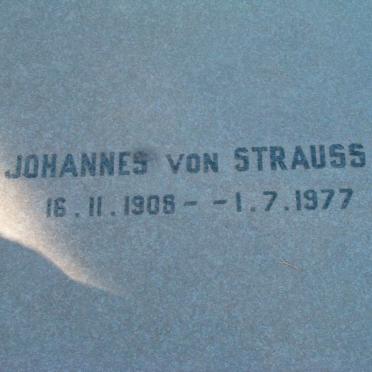 JOHANNES VON STRAUSS
16.11.1908 - - 1.7.1977